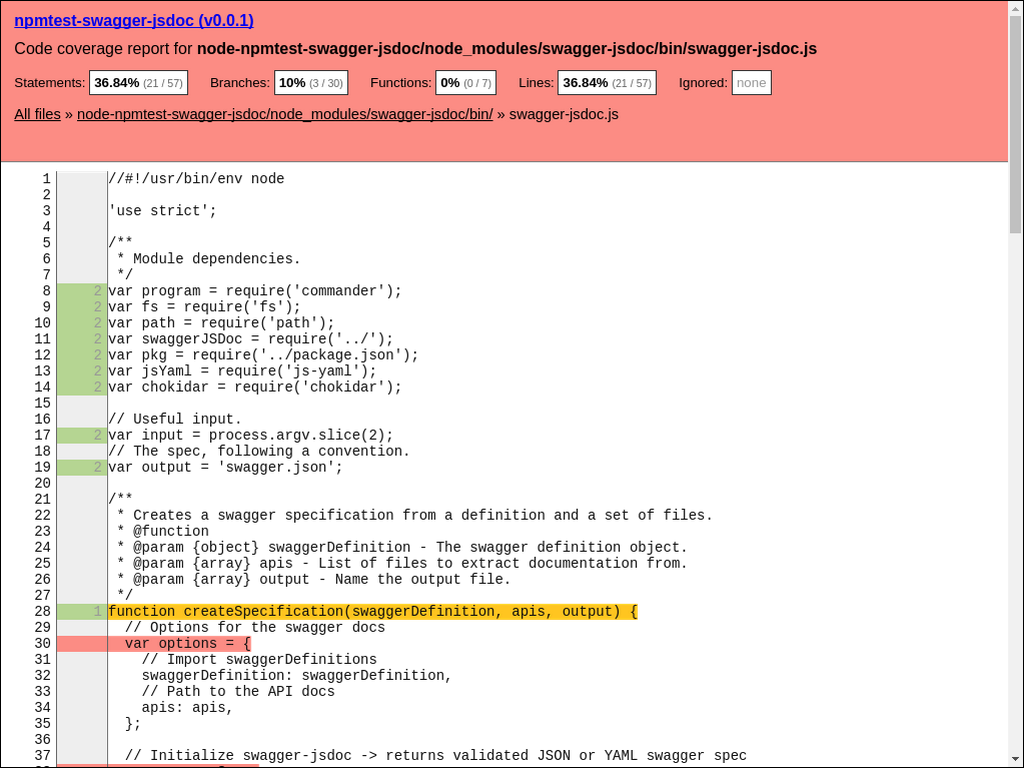 npmtest-swagger-jsdoc (v0.0.1)
Code coverage report for node-npmtest-swagger-jsdoc/node_modules/swagger-jsdoc/bin/swagger-jsdoc.js
Statements: 36.84% (21 / 57) Branches: 10% (3 / 30) Functions: 0% (0 / 7) Lines: 36.84% (21 / 57) Ignored: none
All files » node-npmtest-swagger-jsdoc/node_modules/swagger-jsdoc/bin/ » swagger-jsdoc.js
1 //#!/usr/bin/env node
2
3 'use strict';
4
5 /**
6 * Module dependencies.
7 */
8 2 var program = require('commander');
9 2 var fs = require('fs');
10 2 var path = require('path');
11 2 var swaggerJSDoc = require('../');
12 2 var pkg = require('../package.json');
13 2 var jsYaml = require('js-yaml');
14 2 var chokidar = require('chokidar');
15
16 // Useful input.
17 2 var input = process.argv.slice(2);
18 // The spec, following a convention.
19 2 var output = 'swagger.json';
20
21 /**
22 * Creates a swagger specification from a definition and a set of files.
23 * @function
24 * @param {object} swaggerDefinition - The swagger definition object.
25 * @param {array} apis - List of files to extract documentation from.
26 * @param {array} output - Name the output file.
27 */
28 1 function createSpecification(swaggerDefinition, apis, output) {
29 // Options for the swagger docs
30 var options = {
31 // Import swaggerDefinitions
32 swaggerDefinition: swaggerDefinition,
33 // Path to the API docs
34 apis: apis,
35 };
36
37 // Initialize swagger-jsdoc -> returns validated JSON or YAML swagger spec